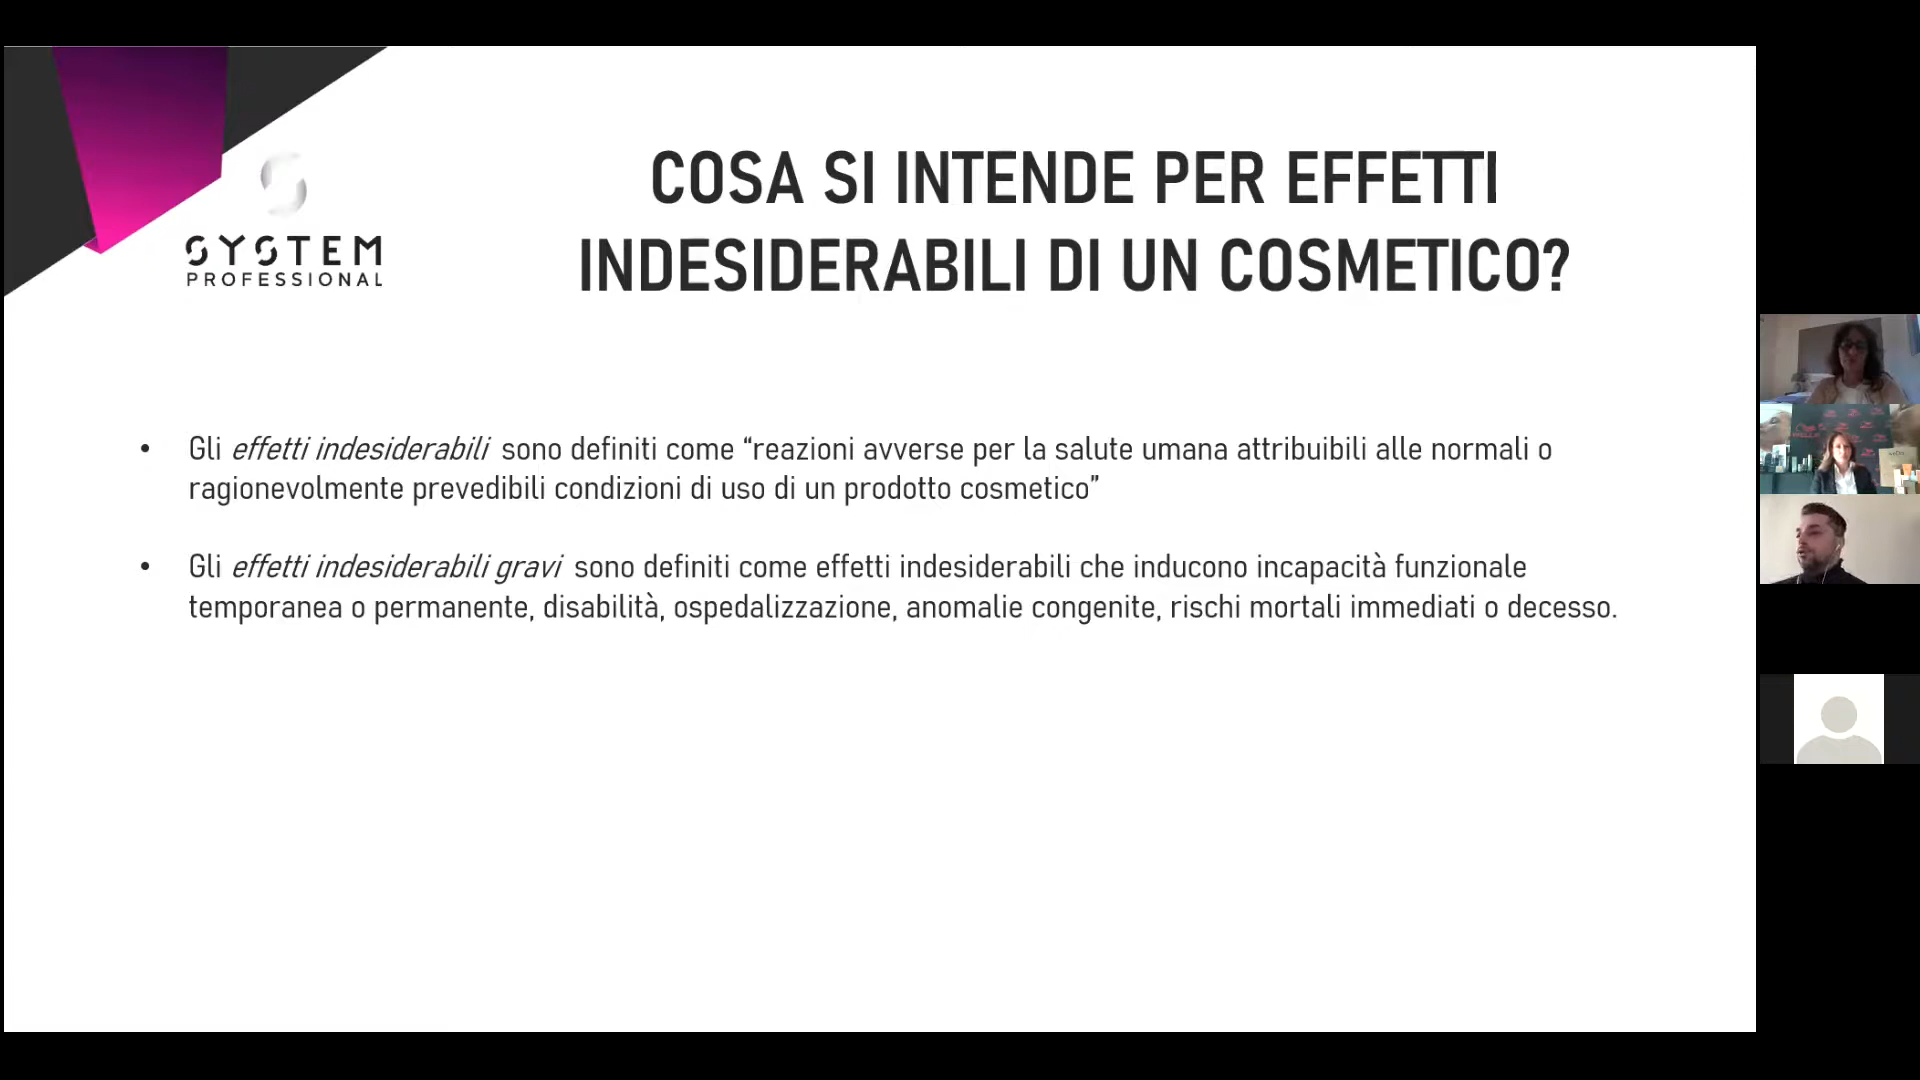 SYSTEM
PROFESSIONAL
COSA SI INTENDE PER EFFETTI
INDESIDERABILI DI UN COSMETICO?
• Gli effetti indesiderabili sono definiti come “reazioni avverse per la salute umana attribuibili alle normali o
ragionevolmente prevedibili condizioni di uso di un prodotto cosmetico”
• Gli effetti indesiderabili gravi sono definiti come effetti indesiderabili che inducono incapacità funzionale
temporanea o permanente, disabilità, ospedalizzazione, anomalie congenite, rischi mortali immediati o decesso.